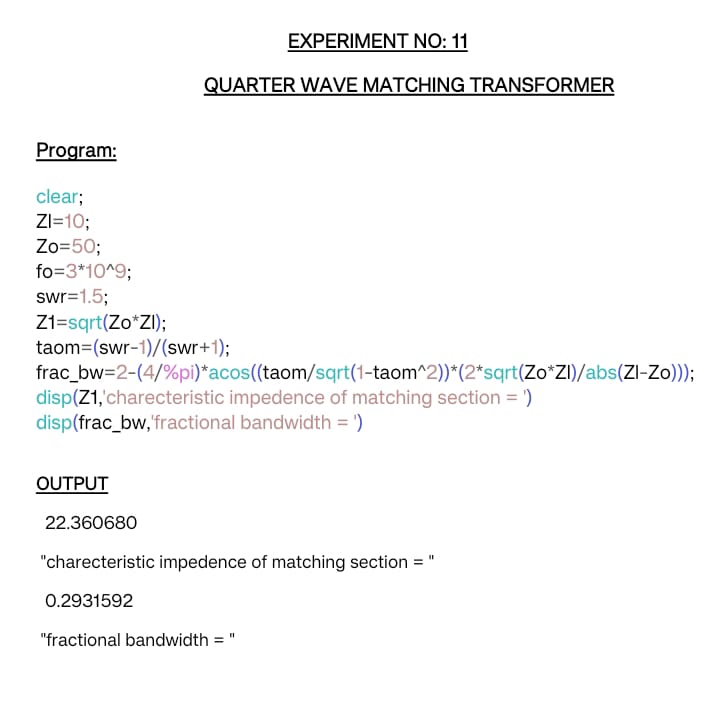 EXPERIMENT NO: 11
QUARTER WAVE MATCHING TRANSFORMER
Program:
clear;
Zl=10;
Zo=50;
fo=3*10^9;
swr=1.5;
Z1=sqrt(Zo*Zl);
taom=(swr-1)/(swr+1);
frac_bw=2-(4/%pi)*acos((taom/sqrt(1-taom^2))*(2*sqrt(Zo*Zl)/abs(Zl-Zo)));
disp(Z1,'charecteristic impedence of matching section = ')
disp(frac_bw,'fractional bandwidth = ')
OUTPUT
22.360680
"charecteristic impedence of matching section = "
0.2931592
"fractional bandwidth = "